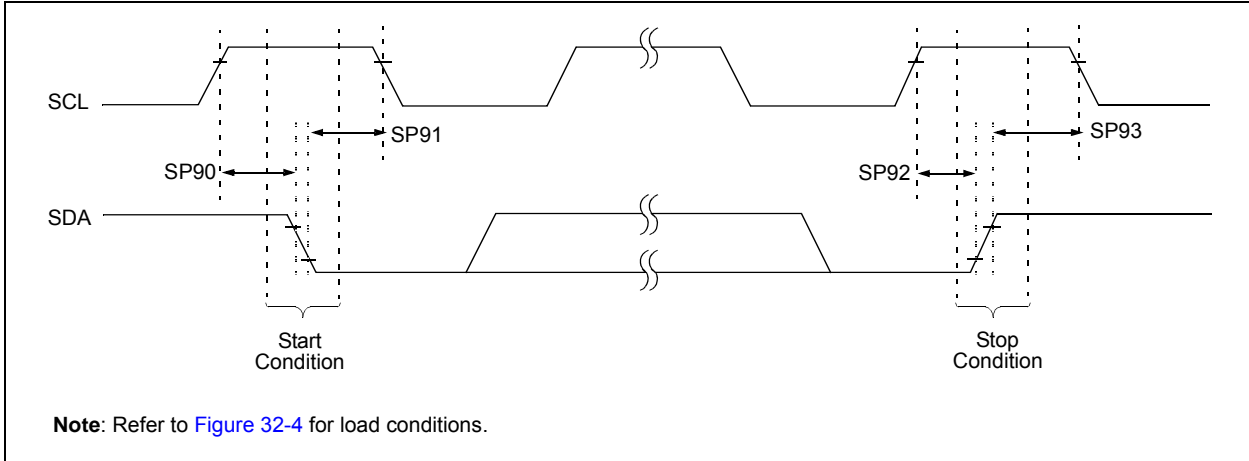 SCL
SP91
SP93
SP90
SP92
SDA
Start
Condition
Stop
Condition
Note: Refer to Figure 32-4 for load conditions.